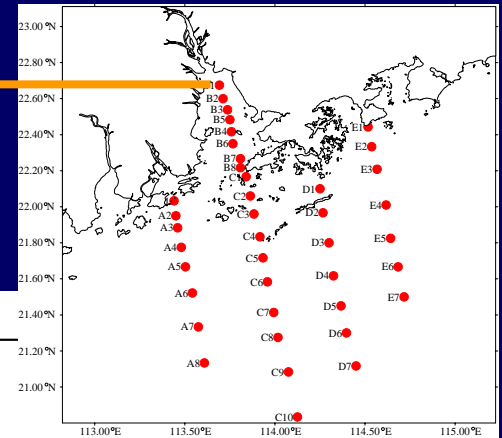 23.00°N
22.80°N
22.60°N
22.40°N
22.20°N
22.00°N
21.80°N
21.60°N
21.40°N
21.20°N
21.00°N
1
B2
B3
B5
B4
B6
B7
B8
C
C2
C3
C4
C5
C6
C7
C8
C9
C10
A2
A3
A4
A5
A6
A7
A8
D1
D2
D3
D4
D5
D6
D7
E1
E2
E3
E4
E5
E6
E7
113.00°E
113.50°E
114.00°E
114.50°E
115.00°E